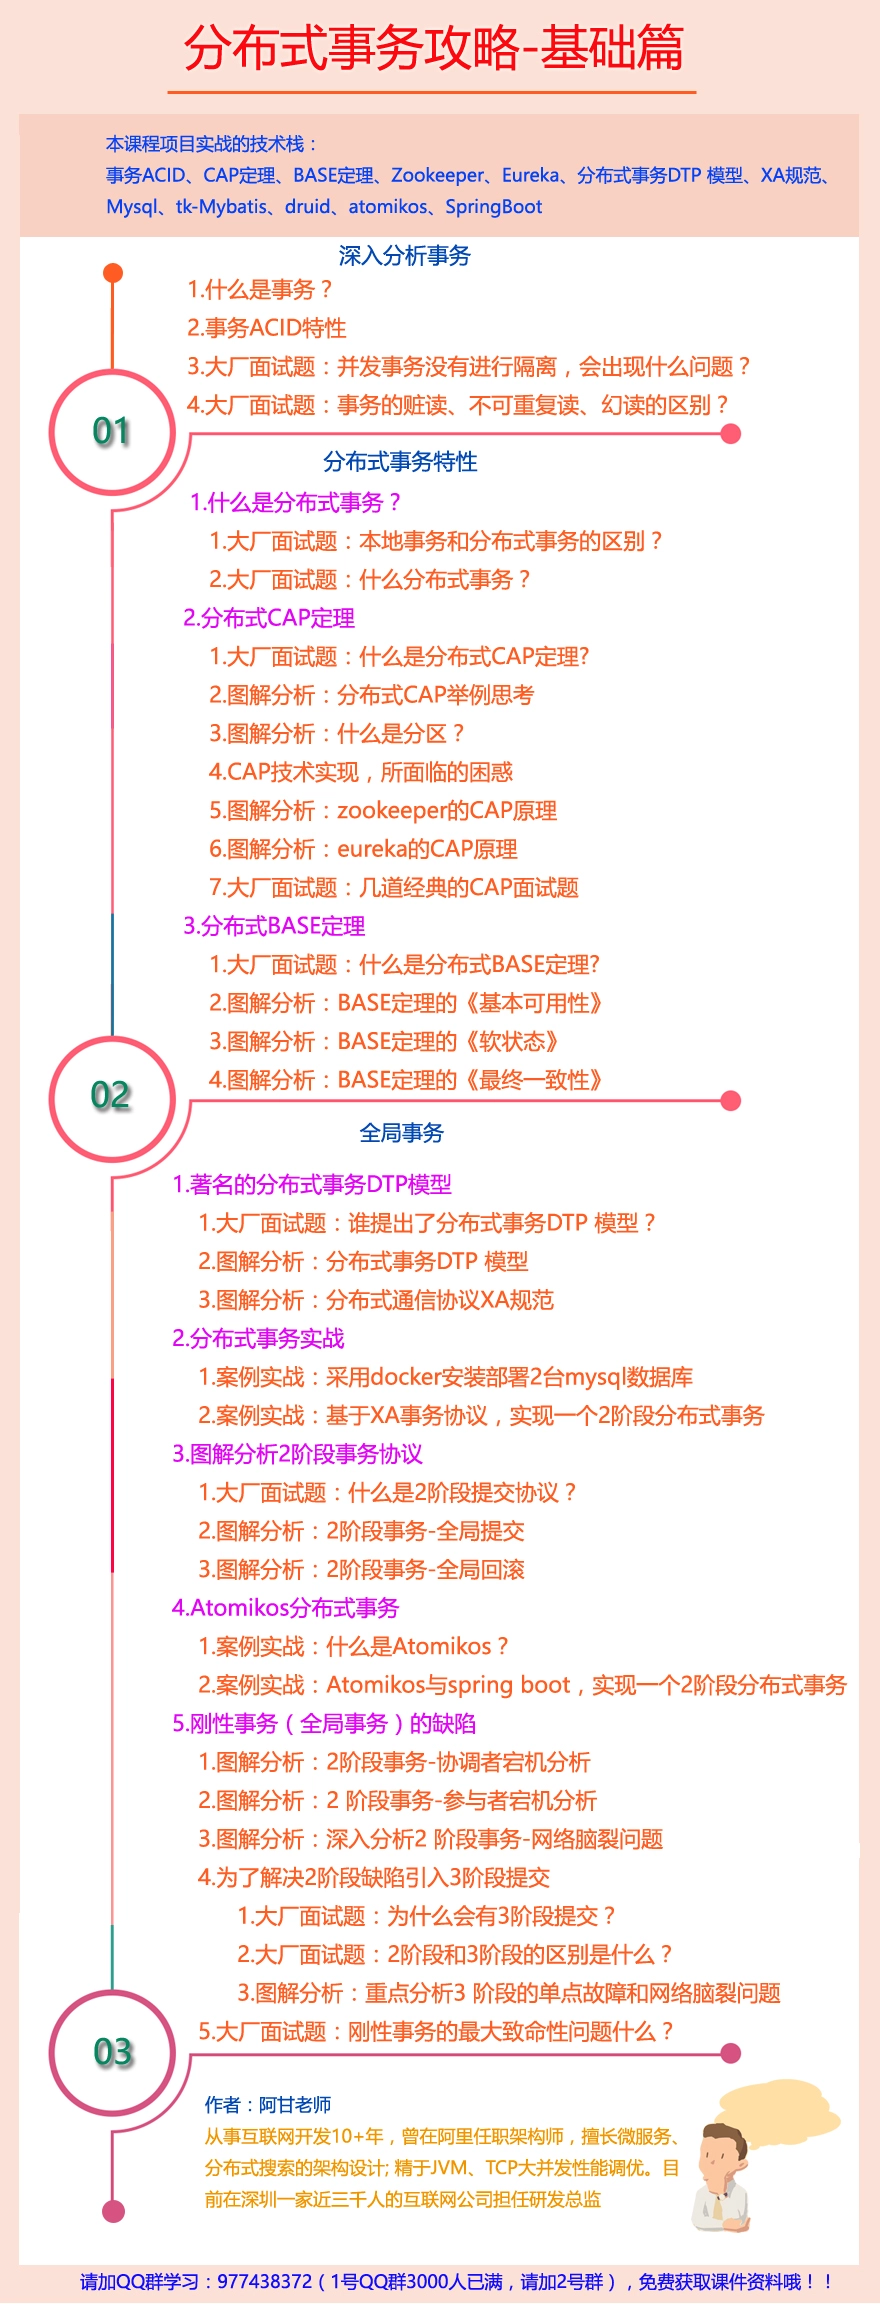 分布式事务攻略-基础篇
本课程项目实战的技术栈：
事务ACID、CAP定理、BASE定理、Zookeeper、Eureka、分布式事务DTP 模型、XA规范、
Mysql、tk-Mybatis、druid、atomikos、SpringBoot
深入分析事务
1.什么是事务？
2.事务ACID特性
3.大厂面试题：并发事务没有进行隔离，会出现什么问题？
4.大厂面试题：事务的赃读、不可重复读、幻读的区别？
01
分布式事务特性
1.什么是分布式事务？
1.大厂面试题：本地事务和分布式事务的区别？
2.大厂面试题：什么分布式事务？
2.分布式CAP定理
1.大厂面试题：什么是分布式CAP定理?
2.图解分析：分布式CAP举例思考
3.图解分析：什么是分区？
4.CAP技术实现，所面临的困惑
5.图解分析：zookeeper的CAP原理
6.图解分析：eureka的CAP原理
7.大厂面试题：几道经典的CAP面试题
3.分布式BASE定理
1.大厂面试题：什么是分布式BASE定理?
2.图解分析：BASE定理的《基本可用性》
3.图解分析：BASE定理的《软状态》
4.图解分析：BASE定理的《最终一致性》
02
全局事务
1.著名的分布式事务DTP模型
1.大厂面试题：谁提出了分布式事务DTP 模型？
2.图解分析：分布式事务DTP 模型
3.图解分析：分布式通信协议XA规范
2.分布式事务实战
1.案例实战：采用docker安装部署2台mysql数据库
2.案例实战：基于XA事务协议，实现一个2阶段分布式事务
3.图解分析2阶段事务协议
1.大厂面试题：什么是2阶段提交协议？
2.图解分析：2阶段事务-全局提交
3.图解分析：2阶段事务-全局回滚
4.Atomikos分布式事务
1.案例实战：什么是Atomikos？
2.案例实战：Atomikos与spring boot，实现一个2阶段分布式事务
5.刚性事务（全局事务）的缺陷
1.图解分析：2阶段事务-协调者宕机分析
2.图解分析：2 阶段事务-参与者宕机分析
3.图解分析：深入分析2 阶段事务-网络脑裂问题
4.为了解决2阶段缺陷引入3阶段提交
1.大厂面试题：为什么会有3阶段提交？
2.大厂面试题：2阶段和3阶段的区别是什么？
3.图解分析：重点分析3 阶段的单点故障和网络脑裂问题
5.大厂面试题：刚性事务的最大致命性问题什么？
03
作者：阿甘老师
从事互联网开发10+年，曾在阿里任职架构师，擅长微服务、
分布式搜索的架构设计; 精于JVM、TCP大并发性能调优。目
前在深圳一家近三千人的互联网公司担任研发总监
请加QQ群学习：977438372（1号QQ群3000人已满，请加2号群），免费获取课件资料哦！！